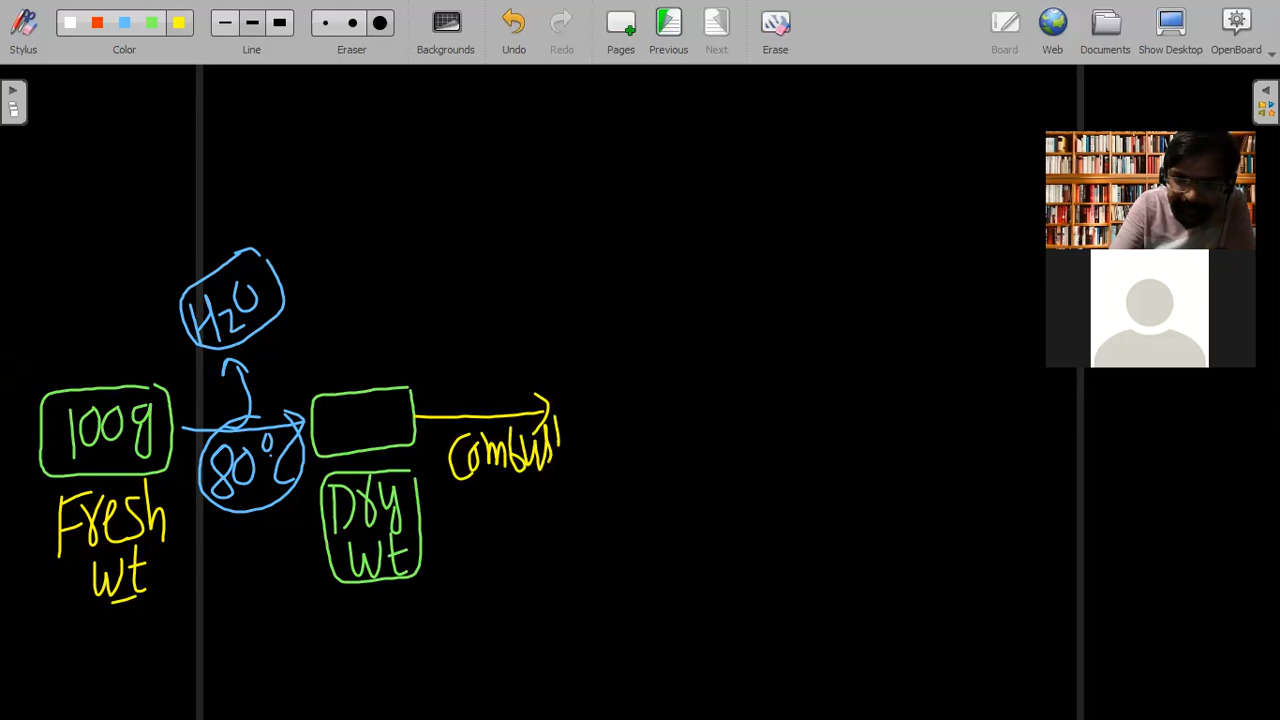 Stylus
Color
Line
Eraser
Backgrounds
Undo
Redo
Pages
Previous
Next
Erase
Board
Web
Documents
Show Desktop
OpenBoard
H2O
100g
80°C
Fresh
wt
Dry
wt